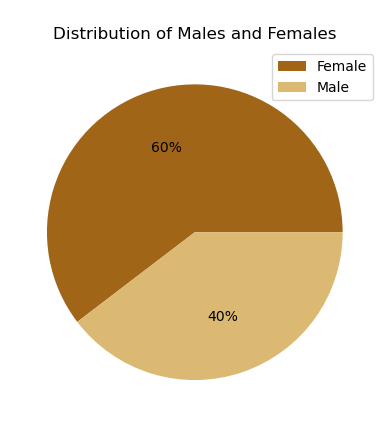 Distribution of Males and Females
Female
Male
60%
40%